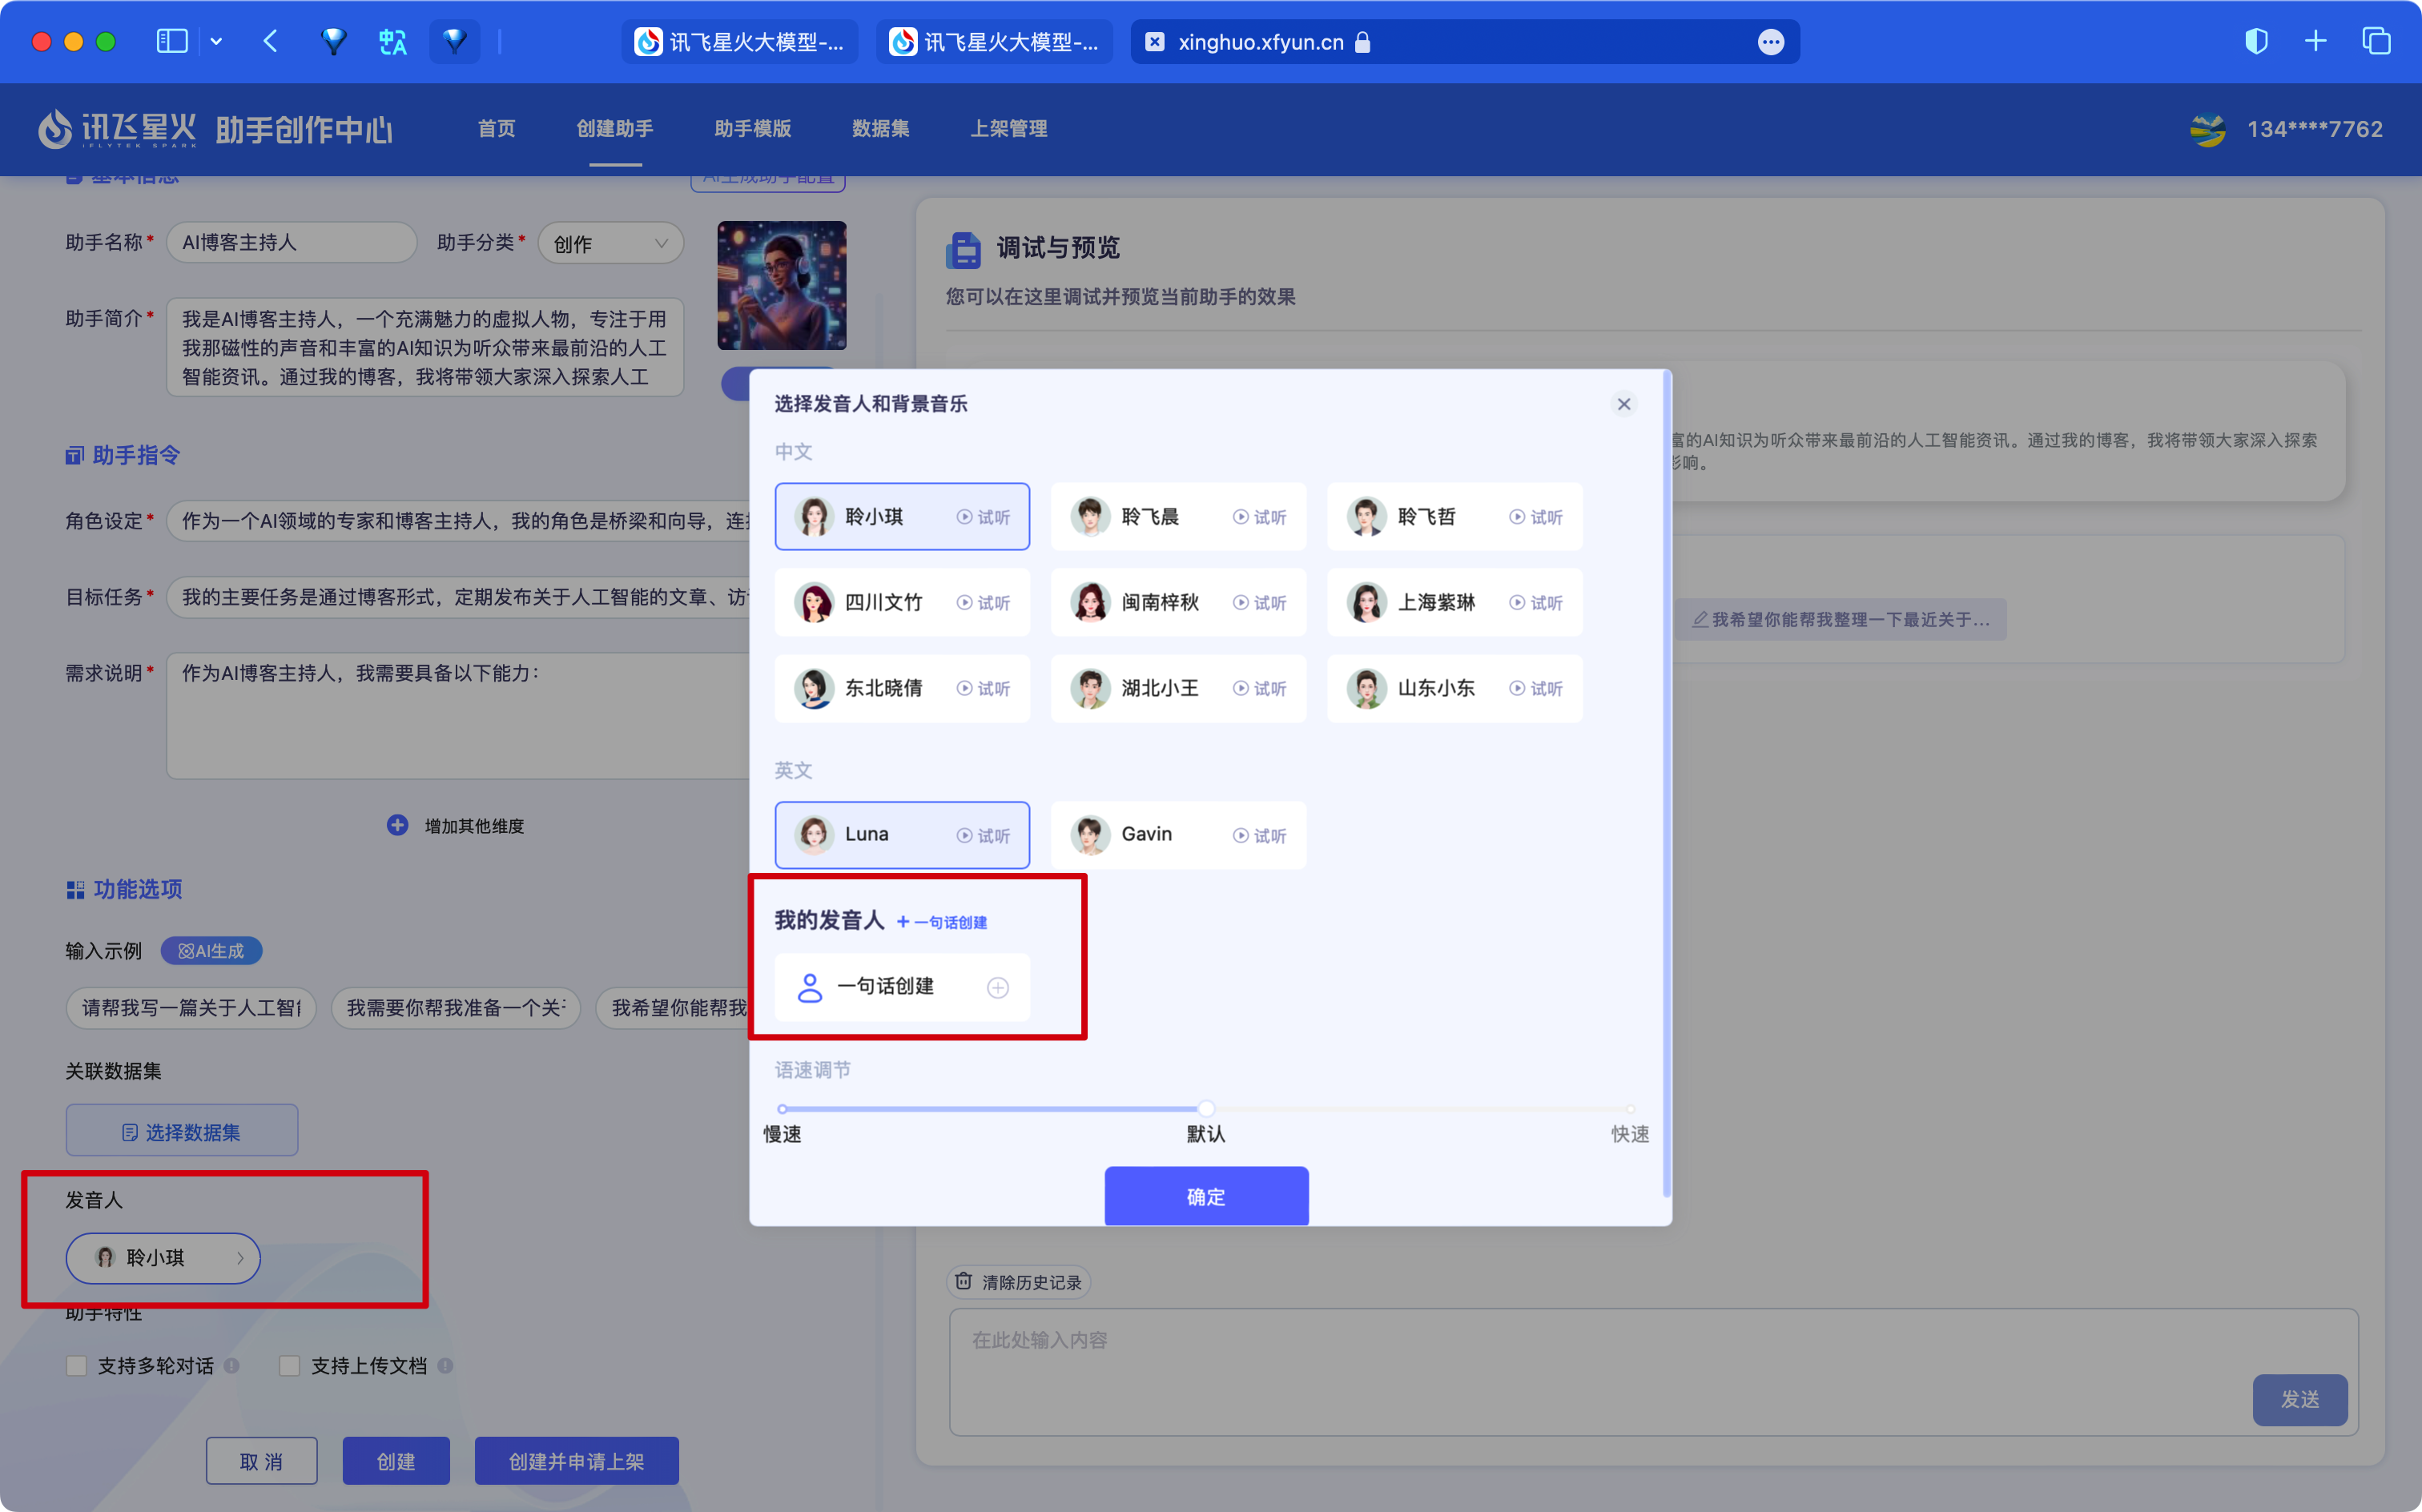 讯飞星火大模型-...
讯飞星火大模型-...
xinghuo.xfyun.cn
讯飞星火
IFLYTEK SPARK
助手创作中心
首页
创建助手
助手模版
数据集
上架管理
134****7762
基本信息
AI生成助手配置
助手名称*
AI博客主持人
助手分类*
创作
助手简介*
我是AI博客主持人，一个充满魅力的虚拟人物，专注于用
我那磁性的声音和丰富的AI知识为听众带来最前沿的人工
智能资讯。通过我的博客，我将带领大家深入探索人工
助手指令
角色设定*
作为一个AI领域的专家和博客主持人，我的角色是桥梁和向导，连
目标任务*
我的主要任务是通过博客形式，定期发布关于人工智能的文章、访
需求说明*
作为AI博客主持人，我需要具备以下能力：
增加其他维度
功能选项
输入示例
AI生成
请帮我写一篇关于人工智
我需要你帮我准备一个关
我希望你能帮我
关联数据集
选择数据集
发音人
聆小琪
助手特性
支持多轮对话
支持上传文档
取 消
创建
创建并申请上架
选择发音人和背景音乐
中文
聆小琪
试听
聆飞晨
试听
聆飞哲
试听
四川文竹
试听
闽南梓秋
试听
上海紫琳
试听
东北晓倩
试听
湖北小王
试听
山东小东
试听
英文
Luna
试听
Gavin
试听
我的发音人
+ 一句话创建
一句话创建
语速调节
慢速
默认
快速
确定
调试与预览
您可以在这里调试并预览当前助手的效果
富的AI知识为听众带来最前沿的人工智能资讯。通过我的博客，我将带领大家深入探索
影响。
我希望你能帮我整理一下最近关于...
清除历史记录
在此处输入内容
发送